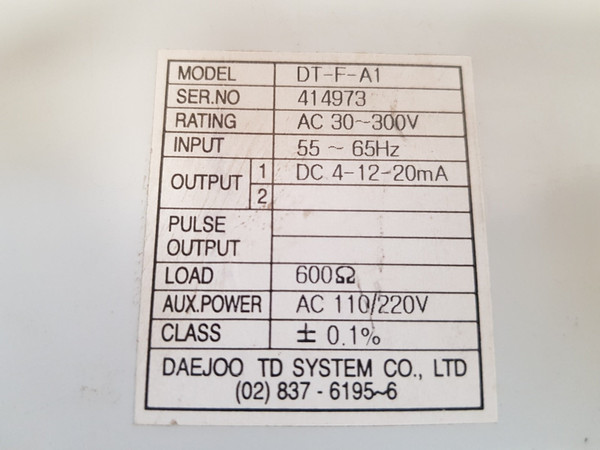 MODEL DT-F-A1
SER.NO 414973
RATING AC 30~300V
INPUT 55 ~ 65Hz
OUTPUT 1 DC 4-12-20mA
2
PULSE
OUTPUT
LOAD 600Ω
AUX.POWER AC 110/220V
CLASS ± 0.1%
DAEJOO TD SYSTEM CO., LTD
(02) 837 - 6195~6